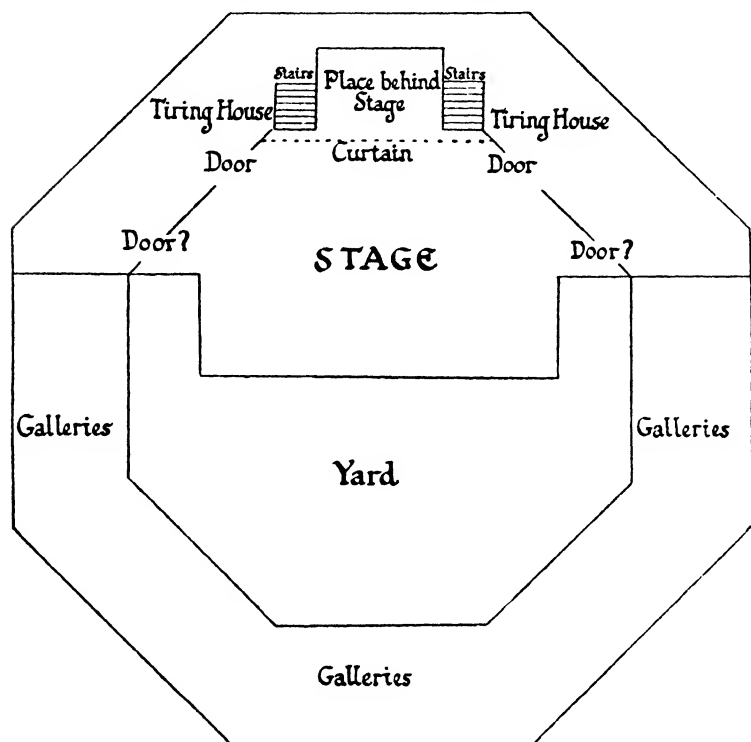 Stairs
Place behind
Stage
Stairs
Tiring House
Tiring House
Door
Curtain
Door
Door?
STAGE
Door?
Galleries
Galleries
Yard
Galleries